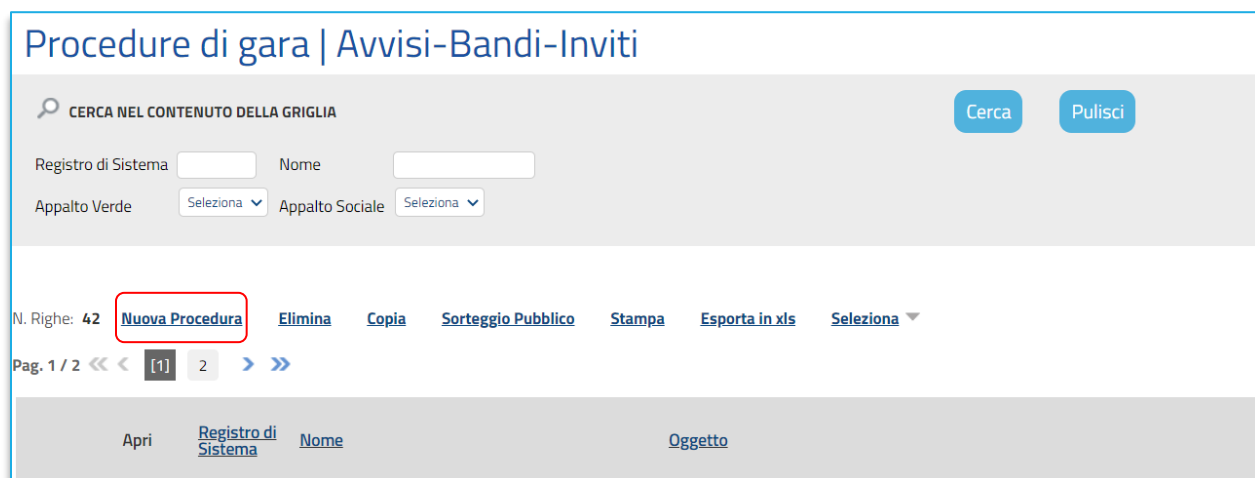 Procedure di gara | Avvisi-Bandi-Inviti
CERCA NEL CONTENUTO DELLA GRIGLIA Cerca Pulisci
Registro di Sistema Nome
Appalto Verde Seleziona Appalto Sociale Seleziona
N. Righe: 42 Nuova Procedura Elimina Copia Sorteggio Pubblico Stampa Esporta in xls Seleziona
Pag. 1 / 2 [1] 2
Apri Registro di Sistema Nome Oggetto